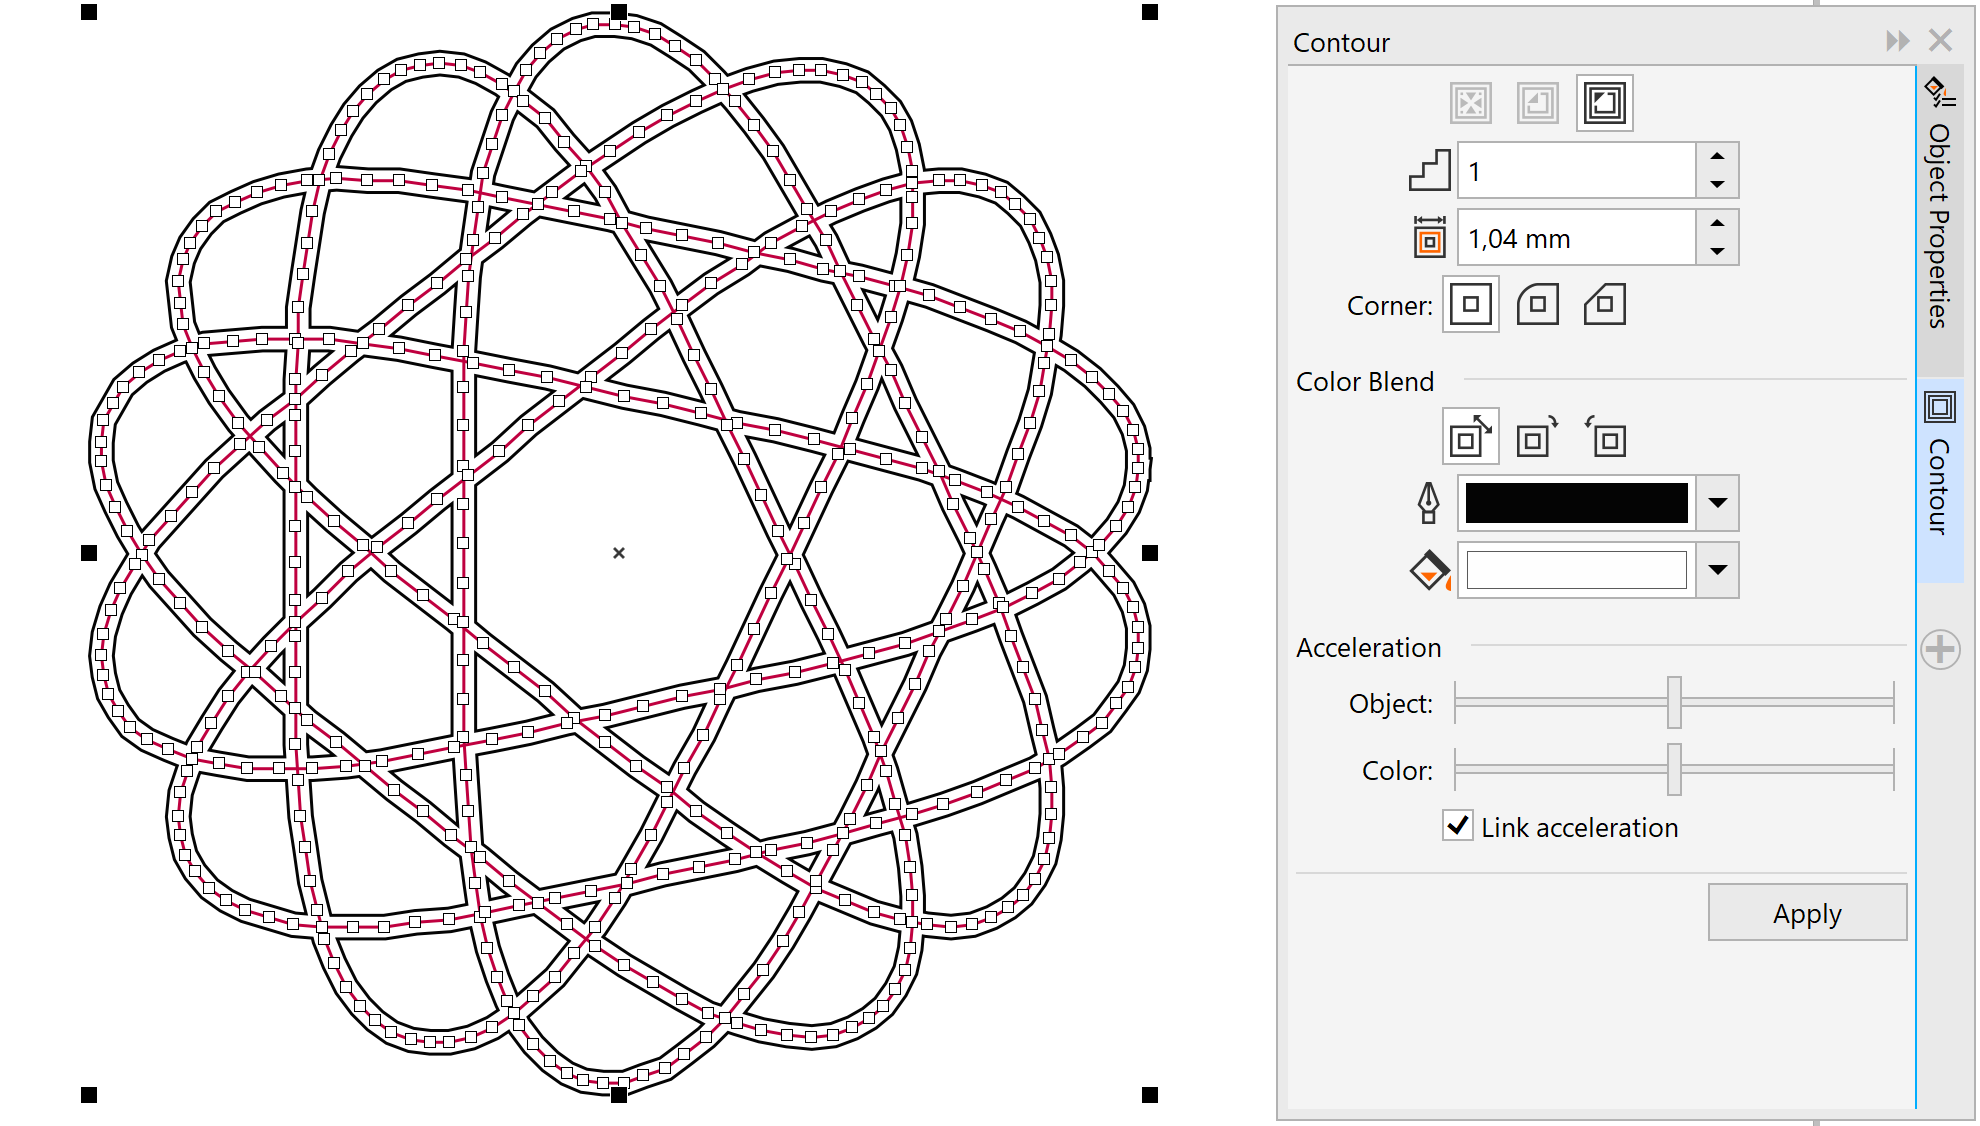 Contour
1
1,04 mm
Corner:
Color Blend
Acceleration
Object:
Color:
Link acceleration
Apply
Object Properties
Contour